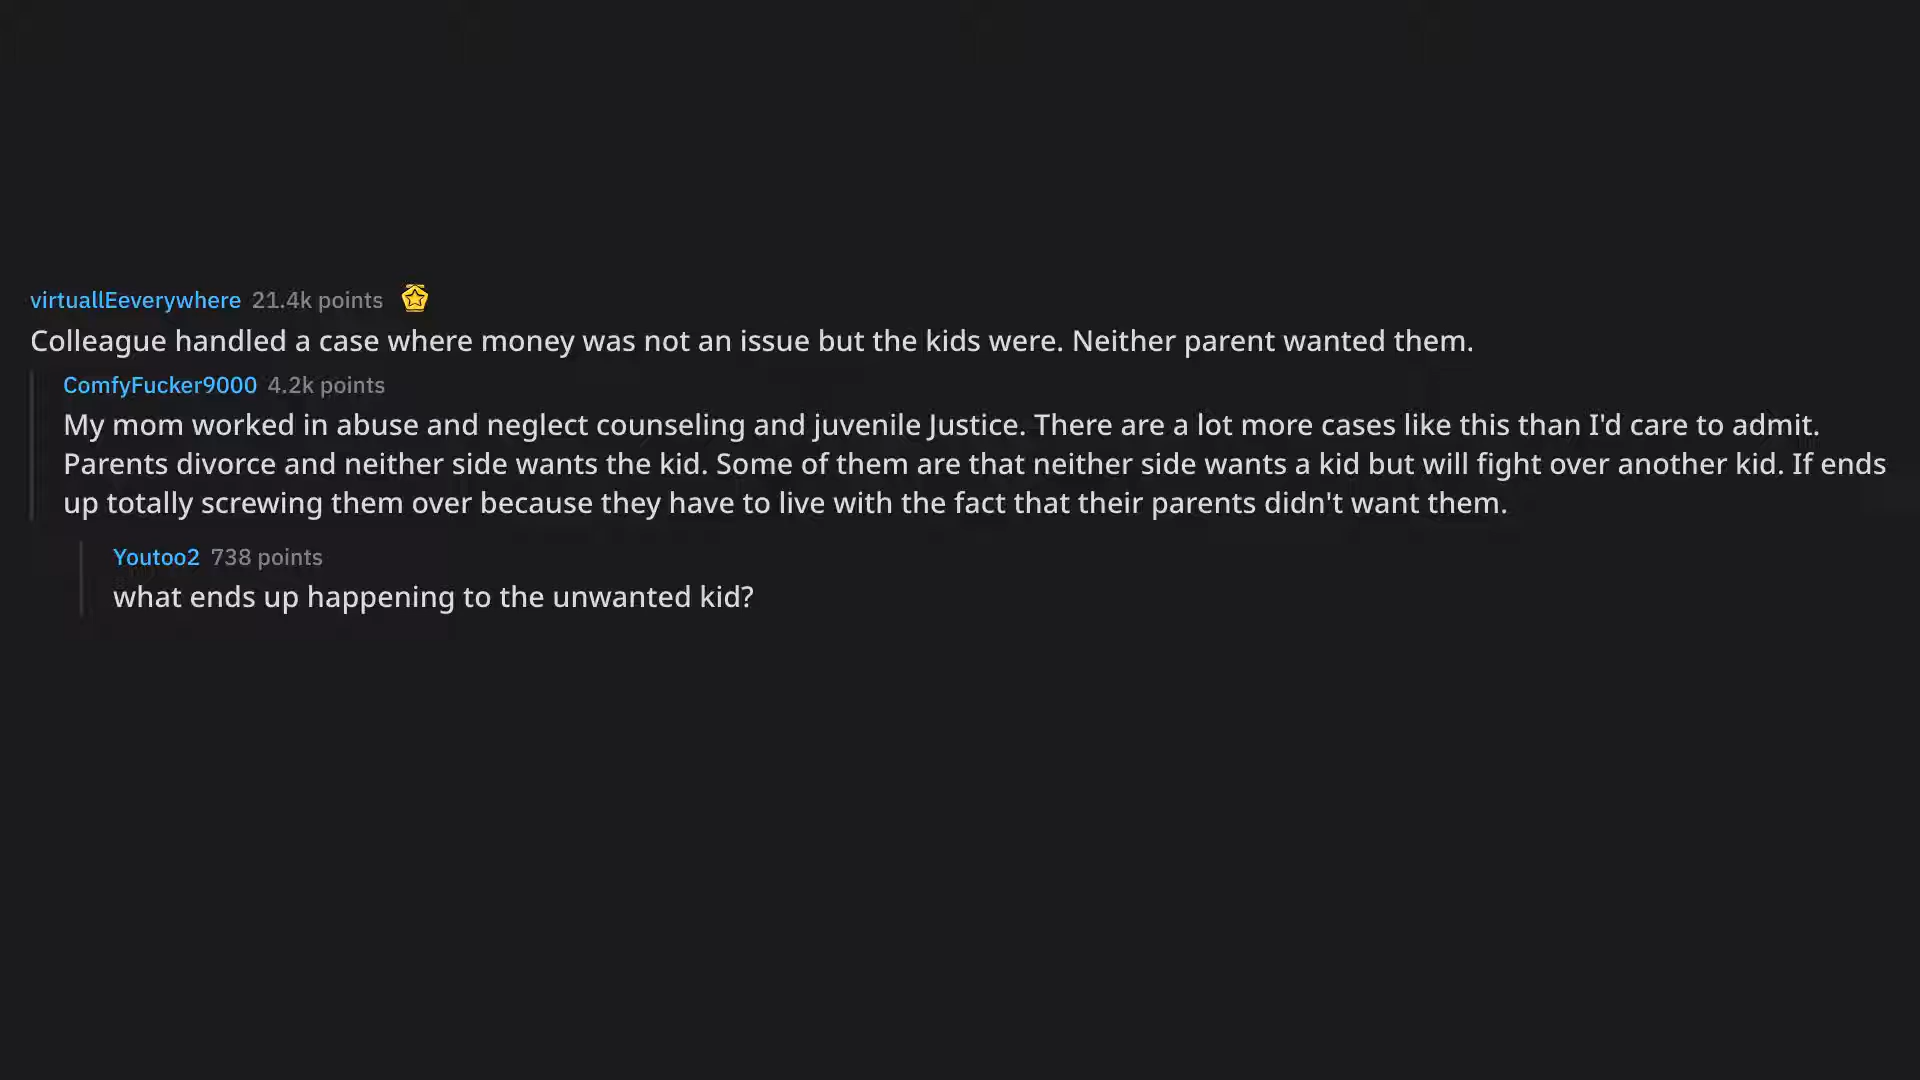 virtuallEeverywhere 21.4k points
Colleague handled a case where money was not an issue but the kids were. Neither parent wanted them.
ComfyFucker9000 4.2k points
My mom worked in abuse and neglect counseling and juvenile Justice. There are a lot more cases like this than I'd care to admit.
Parents divorce and neither side wants the kid. Some of them are that neither side wants a kid but will fight over another kid. If ends
up totally screwing them over because they have to live with the fact that their parents didn't want them.
Youtoo2 738 points
what ends up happening to the unwanted kid?